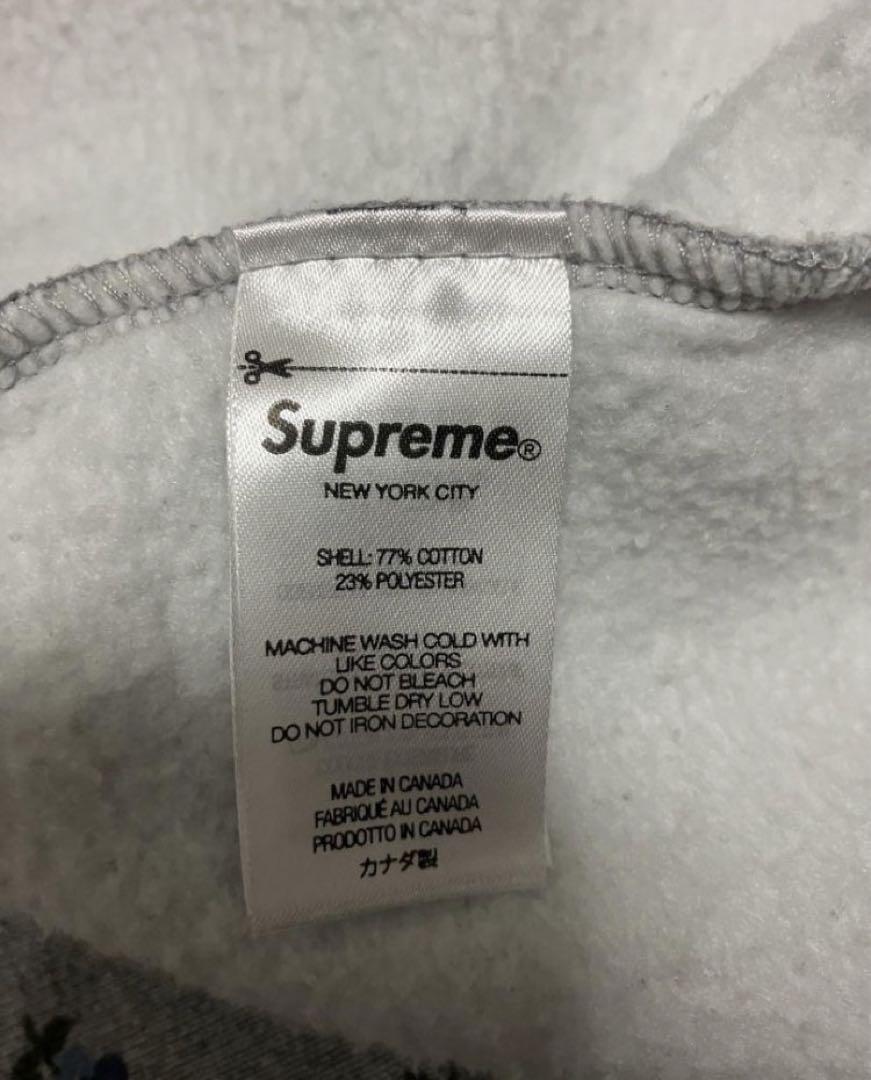 Supreme®
NEW YORK CITY
SHELL: 77% COTTON
23% POLYESTER
MACHINE WASH COLD WITH
LIKE COLORS
DO NOT BLEACH
TUMBLE DRY LOW
DO NOT IRON DECORATION
MADE IN CANADA
FABRIQUÉ AU CANADA
PRODOTTO IN CANADA
カナダ製